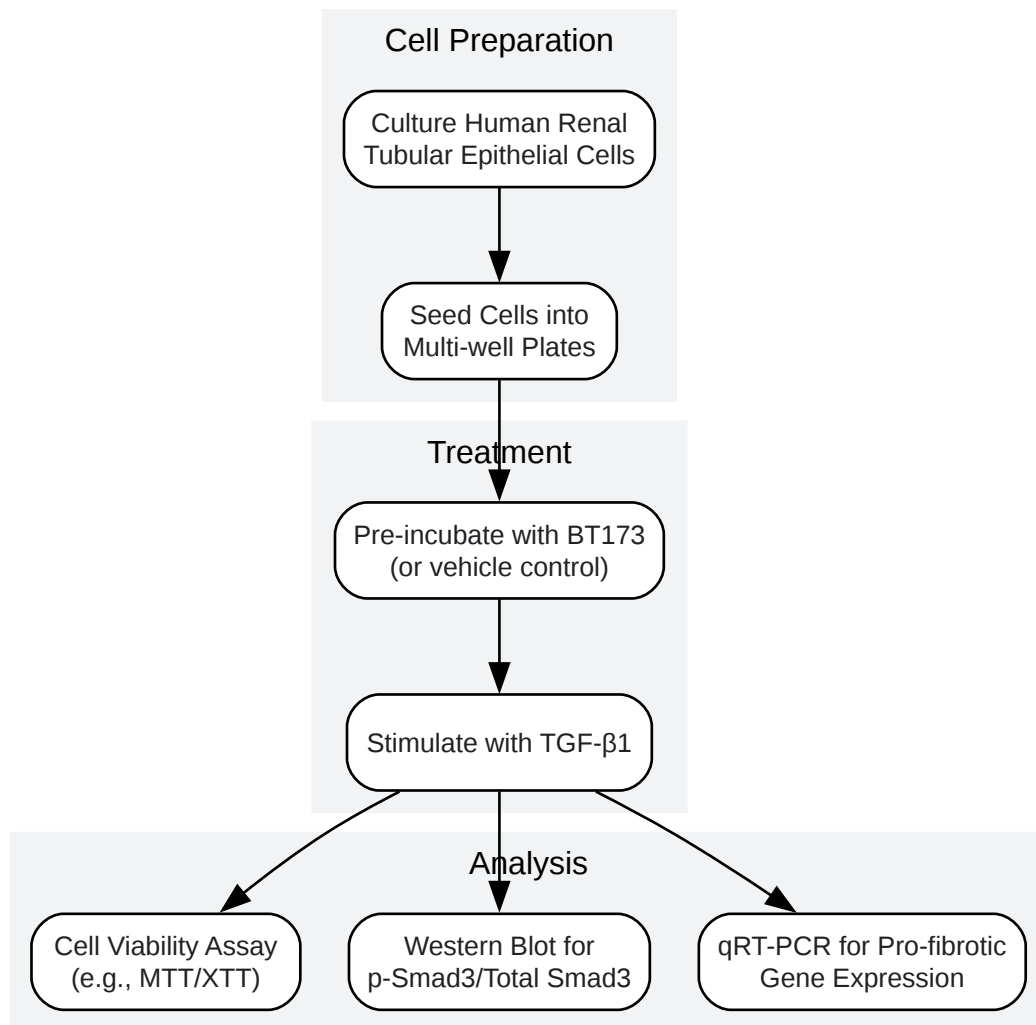 Cell Preparation
Culture Human Renal
Tubular Epithelial Cells
Seed Cells into
Multi-well Plates
Treatment
Pre-incubate with BT173
(or vehicle control)
Stimulate with TGF-β1
Analysis
Cell Viability Assay
(e.g., MTT/XTT)
Western Blot for
p-Smad3/Total Smad3
qRT-PCR for Pro-fibrotic
Gene Expression